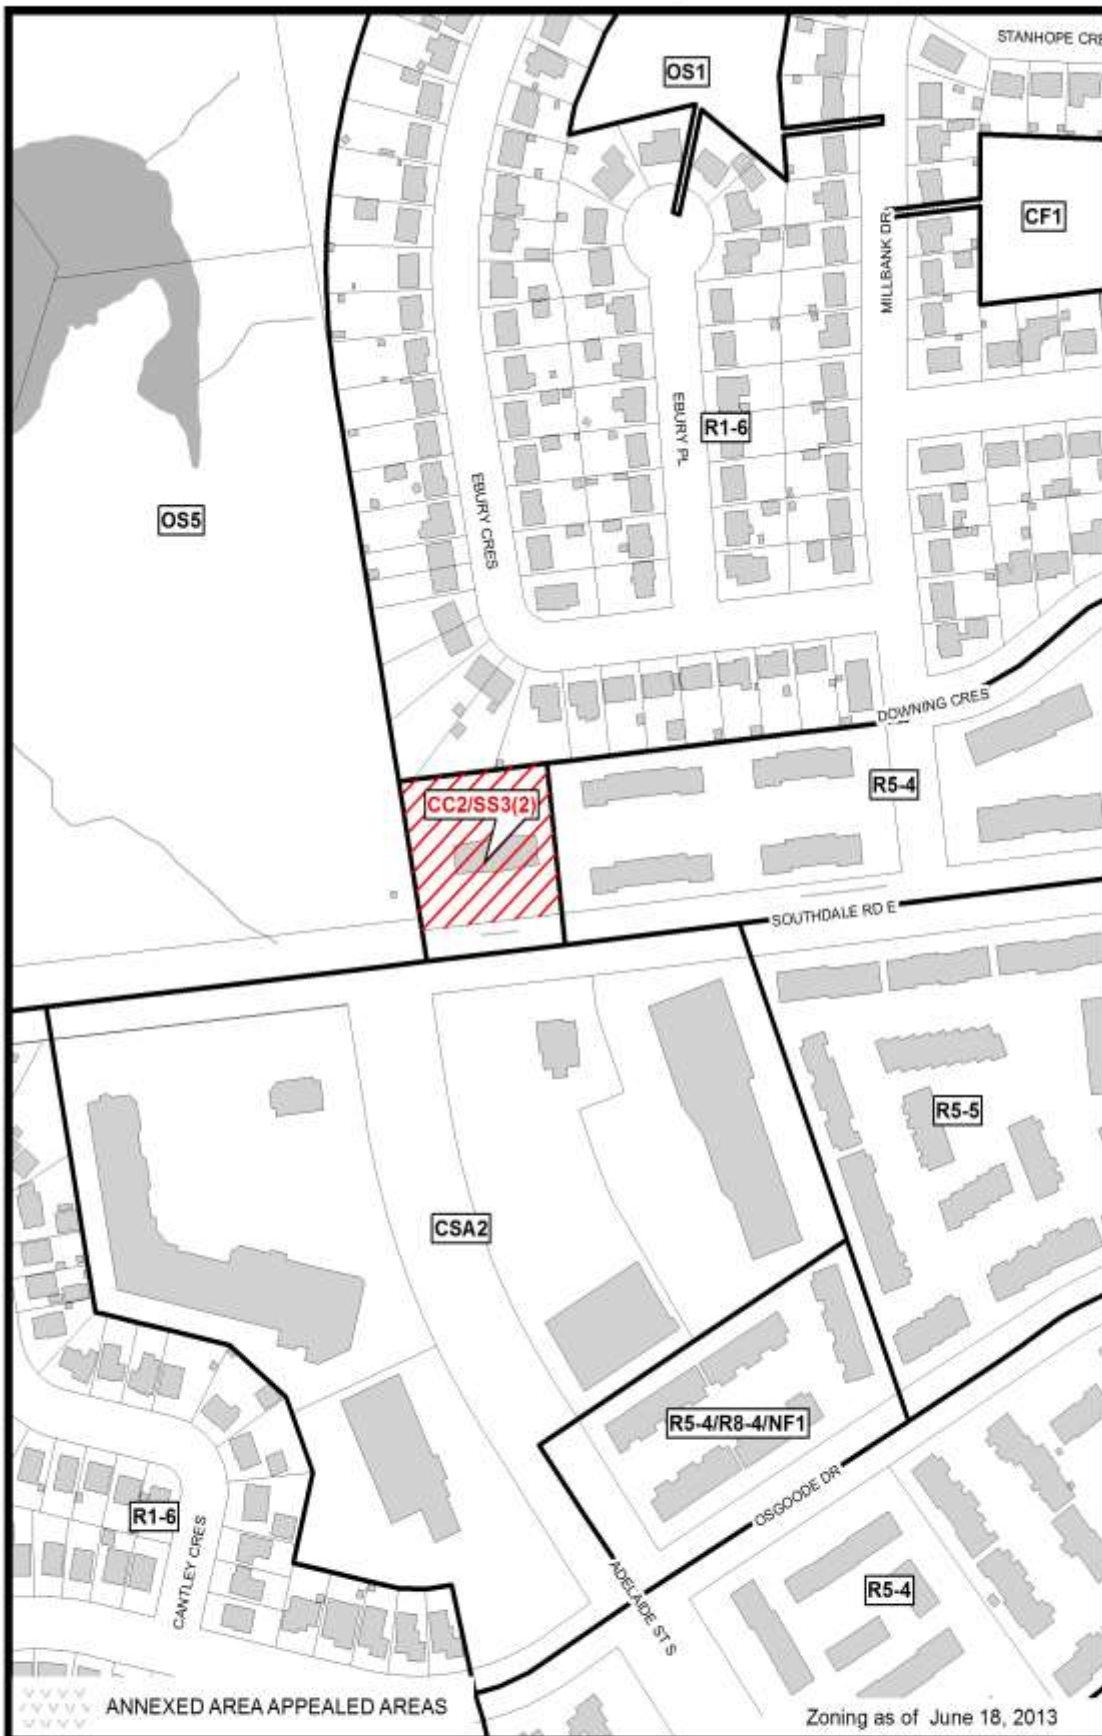 STANHOPE CRE
OS1
CF1
MILLBANK DR
EBURY PL
R1-6
EBURY CRES
OS5
DOWNING CRES
R5-4
CC2/SS3(2)
SOUTHDALE RD E
R5-5
CSA2
R5-4/R8-4/NF1
OSGOODE DR
R1-6
CANTLEY CRES
ADELAIDE ST S
R5-4
ANNEXED AREA APPEALED AREAS
Zoning as of June 18, 2013